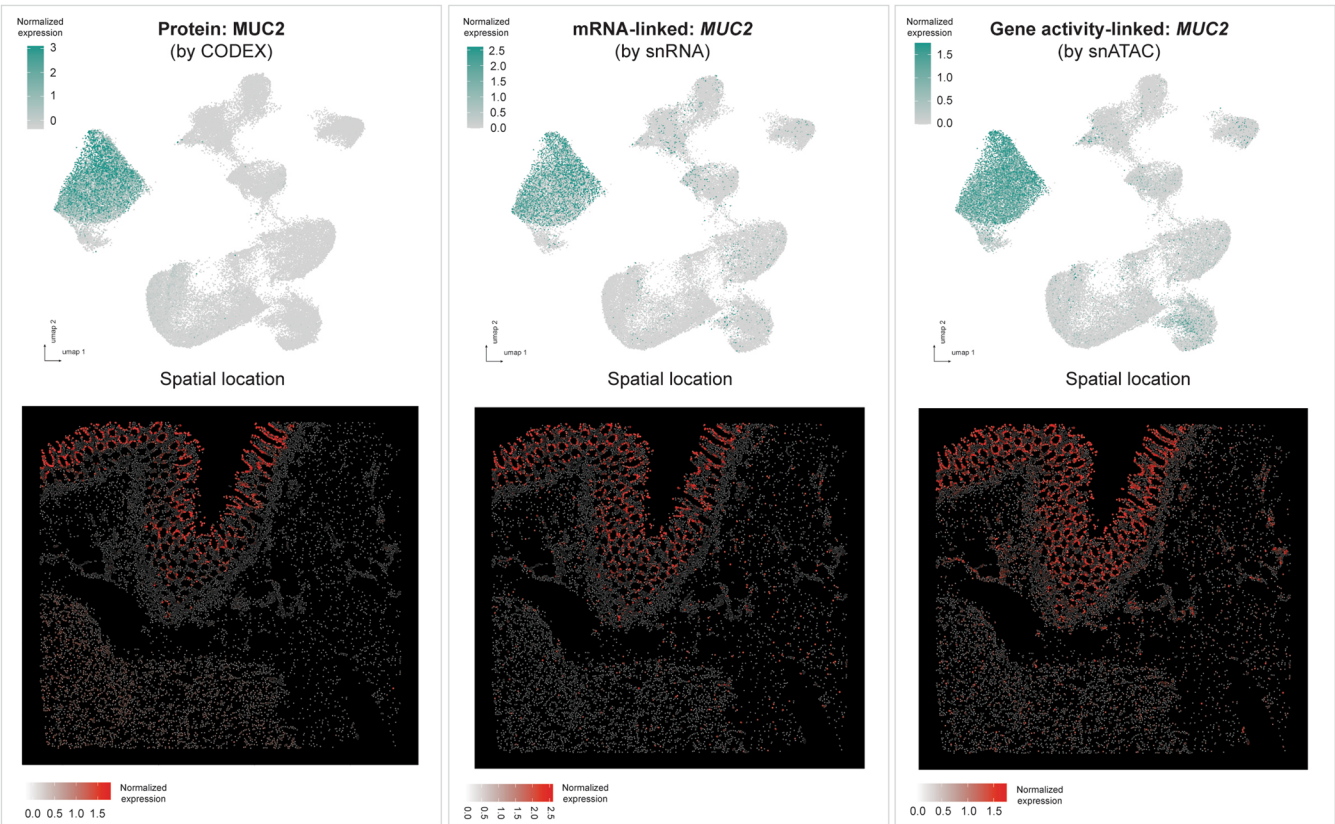 Normalized
expression
Protein: MUC2
(by CODEX)
3
2
1
0
umap 2
umap 1
Spatial location
0.0 0.5 1.0 1.5
Normalized
expression
Normalized
expression
mRNA-linked: MUC2
(by snRNA)
2.5
2.0
1.5
1.0
0.5
0.0
umap 2
umap 1
Spatial location
0.0 0.5 1.0 1.5 2.0 2.5
Normalized
expression
Normalized
expression
Gene activity-linked: MUC2
(by snATAC)
1.5
1.0
0.5
0.0
umap 2
umap 1
Spatial location
0.0 0.5 1.0 1.5
Normalized
expression